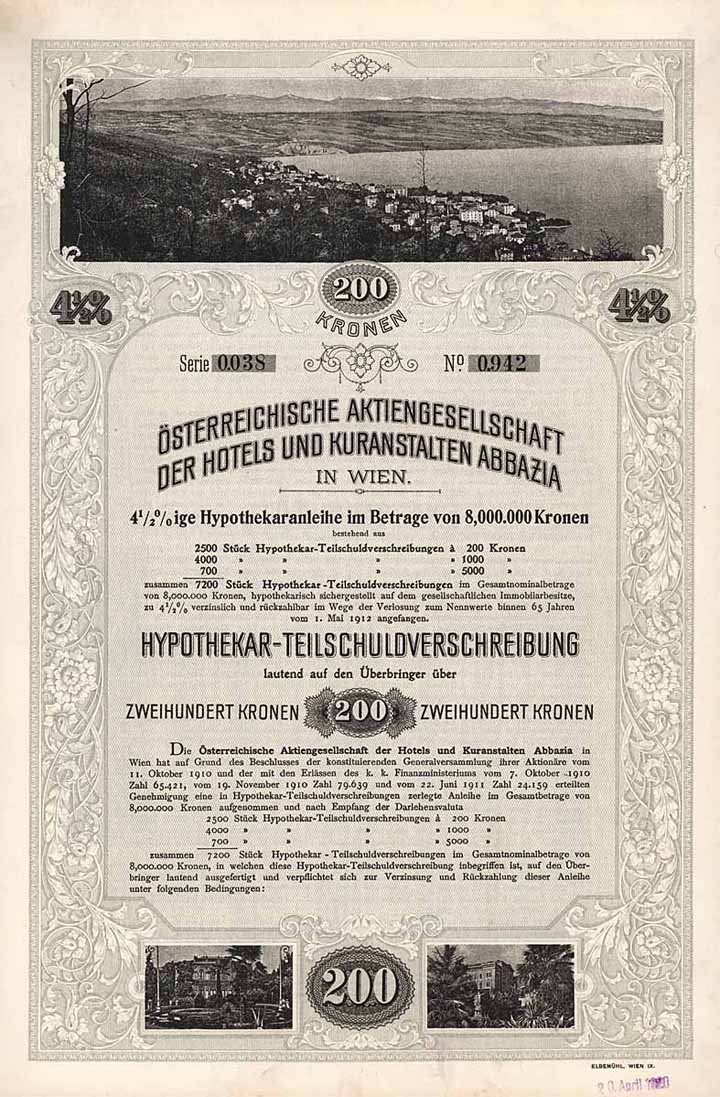 4½%
200
KRONEN
4½%
Serie 0.038 No. 0.942
ÖSTERREICHISCHE AKTIENGESELLSCHAFT
DER HOTELS UND KURANSTALTEN ABBAZIA
IN WIEN.
4½%ige Hypothekaranleihe im Betrage von 8,000.000 Kronen
bestehend aus
2500 Stück Hypothekar-Teilschuldverschreibungen à 200 Kronen
4000 » » » » 1000 »
700 » » » » 5000 »
zusammen 7200 Stück Hypothekar-Teilschuldverschreibungen im Gesamtnominalbetrage
von 8,000.000 Kronen, hypothekarisch sichergestellt auf dem gesellschaftlichen Immobilarbesitze,
zu 4½% verzinslich und rückzahlbar im Wege der Verlosung zum Nennwerte binnen 65 Jahren
vom 1. Mai 1912 angefangen.
HYPOTHEKAR-TEILSCHULDVERSCHREIBUNG
lautend auf den Überbringer über
ZWEIHUNDERT KRONEN 200 ZWEIHUNDERT KRONEN
Die Österreichische Aktiengesellschaft der Hotels und Kuranstalten Abbazia in
Wien hat auf Grund des Beschlusses der konstituierenden Generalversammlung ihrer Aktionäre vom
11. Oktober 1910 und der mit den Erlässen des k. k. Finanzministeriums vom 7. Oktober 1910
Zahl 65.421, vom 19. November 1910 Zahl 79.639 und vom 22. Juni 1911 Zahl 24.159 erteilten
Genehmigung eine in Hypothekar-Teilschuldverschreibungen zerlegte Anleihe im Gesamtbetrage von
8,000.000 Kronen aufgenommen und nach Empfang der Darlehensvaluta
2500 Stück Hypothekar-Teilschuldverschreibungen à 200 Kronen
4000 » » » » 1000 »
700 » » » » 5000 »
zusammen 7200 Stück Hypothekar-Teilschuldverschreibungen im Gesamtnominalbetrage von
8,000.000 Kronen, in welchen diese Hypothekar-Teilschuldverschreibung inbegriffen ist, auf den Über-
bringer lautend ausgefertigt und verpflichtet sich zur Verzinsung und Rückzahlung dieser Anleihe
unter folgenden Bedingungen:
200
ELBEMÜHL, WIEN IX.
20. April